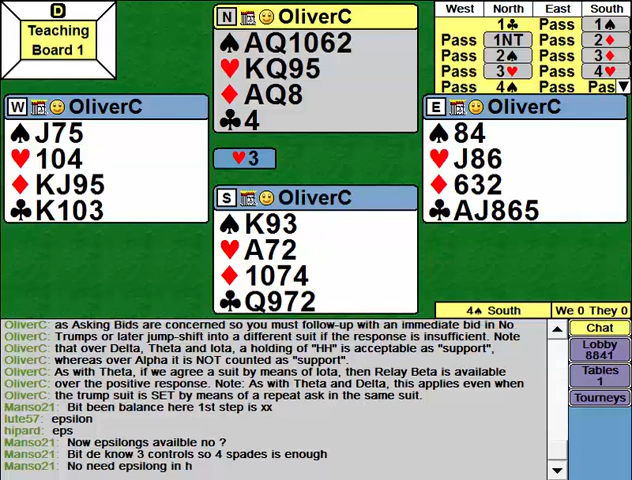 D
Teaching
Board 1
N OliverC
♠AQ1062
♥KQ95
♦AQ8
♣4
West North East South
1♣ Pass 1♠
Pass 1NT Pass 2♦
Pass 2♠ Pass 3♦
Pass 3♥ Pass 4♥
Pass 4♠ Pas
W OliverC
♠J75
♥104
♦KJ95
♣K103
♥3
E OliverC
♠84
♥J86
♦632
♣AJ865
S OliverC
♠K93
♥A72
♦1074
♣Q972
4♠ South
We 0 They 0
OliverC: as Asking Bids are concerned so you must follow-up with an immediate bid in No
OliverC: Trumps or later jump-shift into a different suit if the response is insufficient. Note
OliverC: that over Delta, Theta and Iota, a holding of "HH" is acceptable as "support",
OliverC: whereas over Alpha it is NOT counted as "support".
OliverC: As with Theta, if we agree a suit by means of Iota, then Relay Beta is available
OliverC: over the positive response. Note: As with Theta and Delta, this applies even when
OliverC: the trump suit is SET by means of a repeat ask in the same suit.
Manso21: Bit been balance here 1st step is xx
lute57: epsilon
hipard: eps
Manso21: Now epsilongs availble no ?
Manso21: Bit de know 3 controls so 4 spades is enough
Manso21: No need epsilong in h
Chat
Lobby
8841
Tables
1
Tourneys